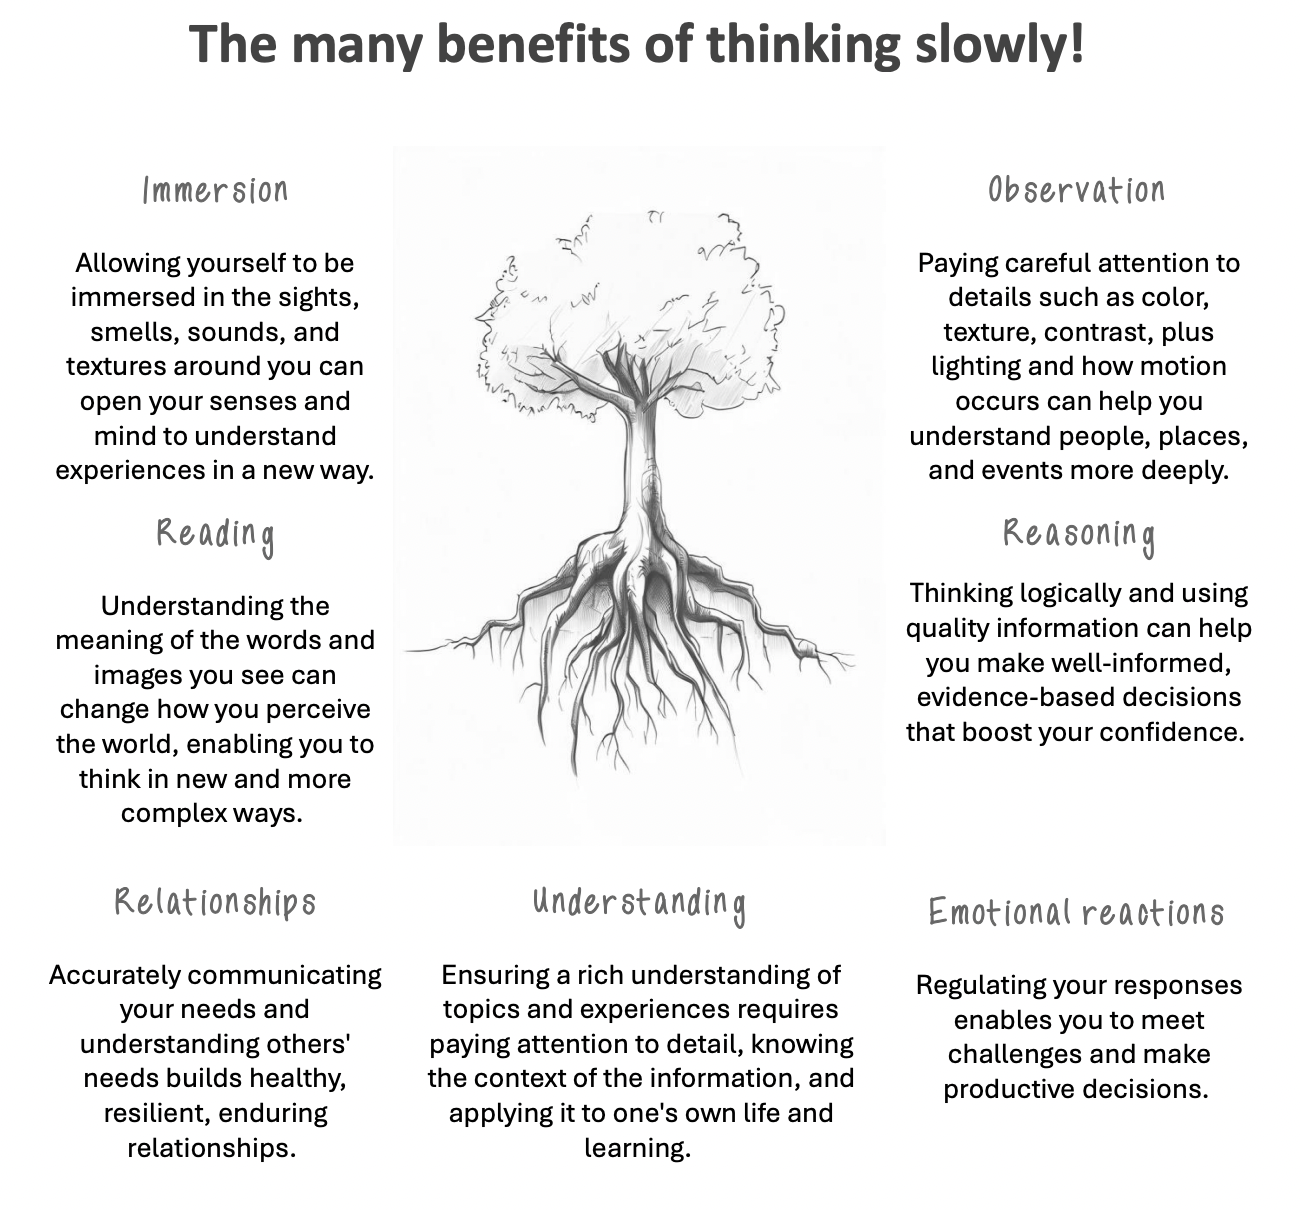 The many benefits of thinking slowly!
Immersion
Allowing yourself to be
immersed in the sights,
smells, sounds, and
textures around you can
open your senses and
mind to understand
experiences in a new way.
Observation
Paying careful attention to
details such as color,
texture, contrast, plus
lighting and how motion
occurs can help you
understand people, places,
and events more deeply.
Reading
Understanding the
meaning of the words and
images you see can
change how you perceive
the world, enabling you to
think in new and more
complex ways.
Reasoning
Thinking logically and using
quality information can help
you make well-informed,
evidence-based decisions
that boost your confidence.
Relationships
Accurately communicating
your needs and
understanding others'
needs builds healthy,
resilient, enduring
relationships.
Understanding
Ensuring a rich understanding of
topics and experiences requires
paying attention to detail, knowing
the context of the information, and
applying it to one's own life and
learning.
Emotional reactions
Regulating your responses
enables you to meet
challenges and make
productive decisions.